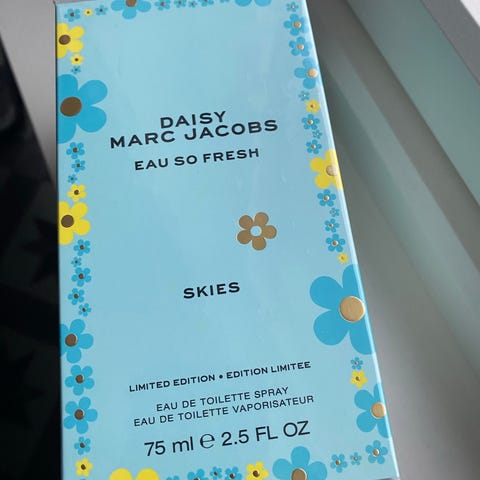 DAISY
MARC JACOBS
EAU SO FRESH
SKIES
LIMITED EDITION • EDITION LIMITEE
EAU DE TOILETTE SPRAY
EAU DE TOILETTE VAPORISATEUR
75 ml ℮ 2.5 FL OZ